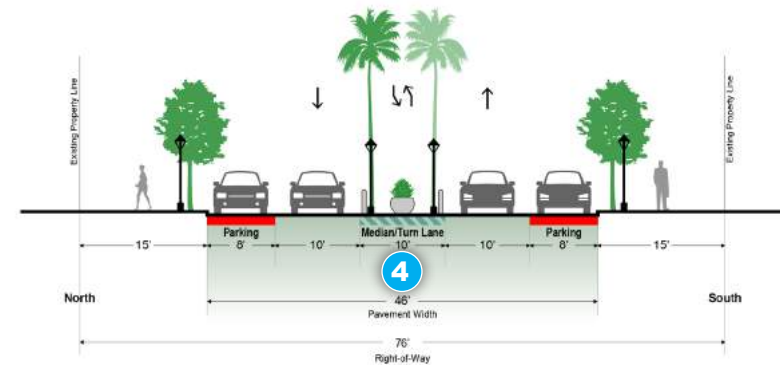 Existing Property Line
Existing Property Line
Parking
Median/Turn Lane
Parking
15'
8'
10'
10'
10'
8'
15'
4
North
46'
South
Pavement Width
76'
Right-of-Way